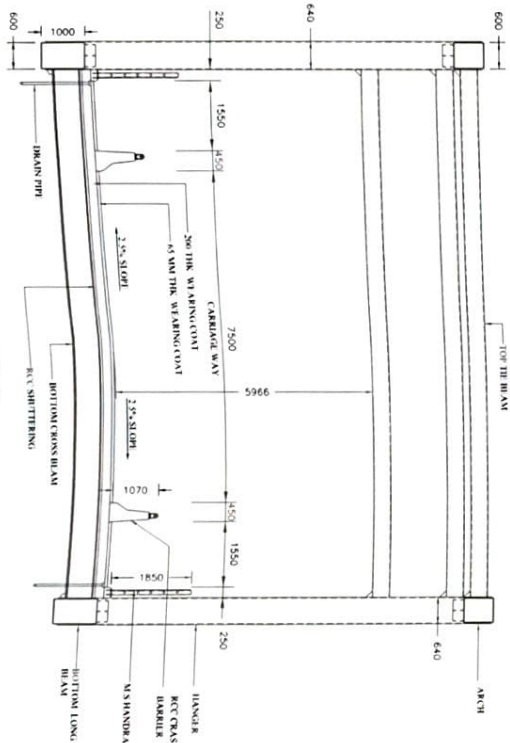 600
640
250
1000
600
1550
450
DRAIN PIPE
200 THK WEARING COAT
65 MM THK WEARING COAT
2.5% SLOPE
CARRIAGE WAY
7500
5966
TOP TIE BEAM
RCC SHUTTERING
BOTTOM CROSS BEAM
2.5% SLOPE
1070
450
1550
1850
250
640
BOTTOM LONG
BEAM
M S HANDRA
RCC CRAS
BARRIER
HANGER
ARCH